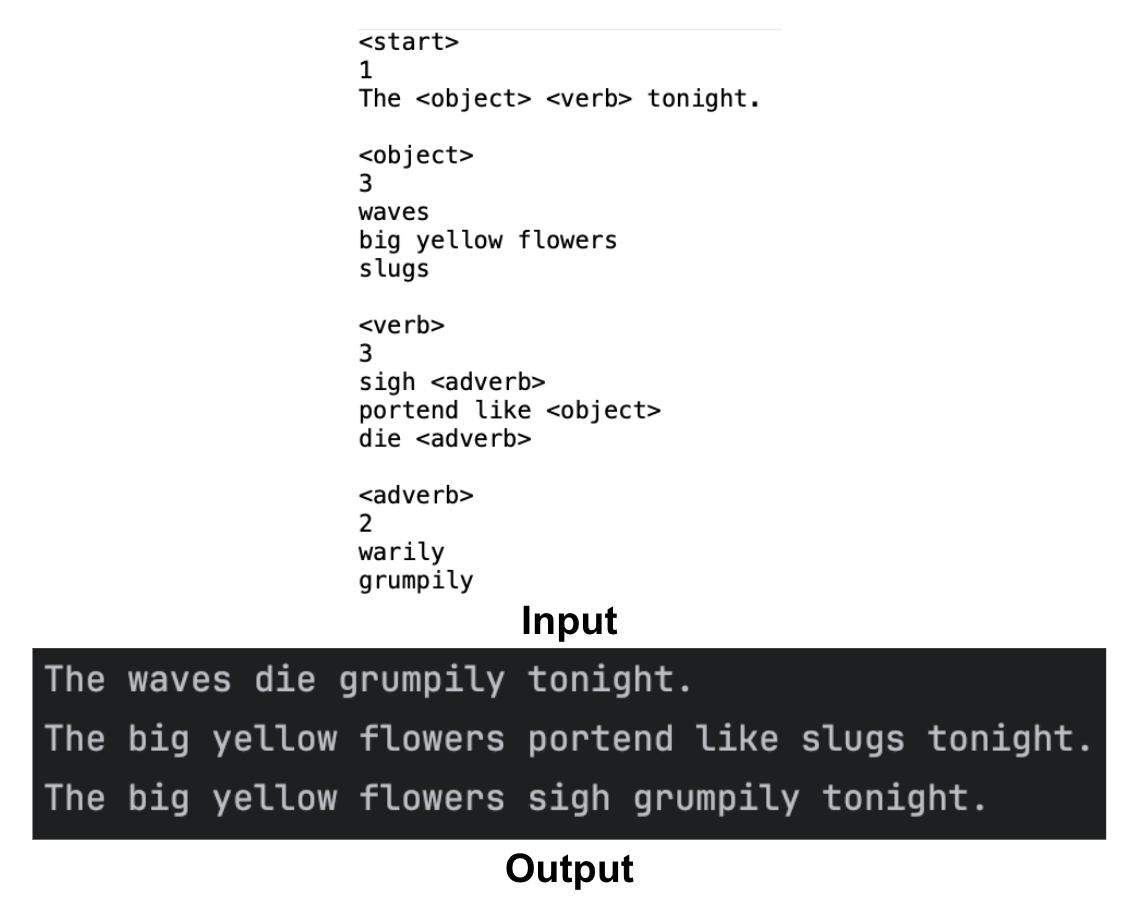 <start>
1
The <object> <verb> tonight.
<object>
3
waves
big yellow flowers
slugs
<verb>
3
sigh <adverb>
portend like <object>
die <adverb>
<adverb>
2
warily
grumpily
Input
The waves die grumpily tonight.
The big yellow flowers portend like slugs tonight.
The big yellow flowers sigh grumpily tonight.
Output